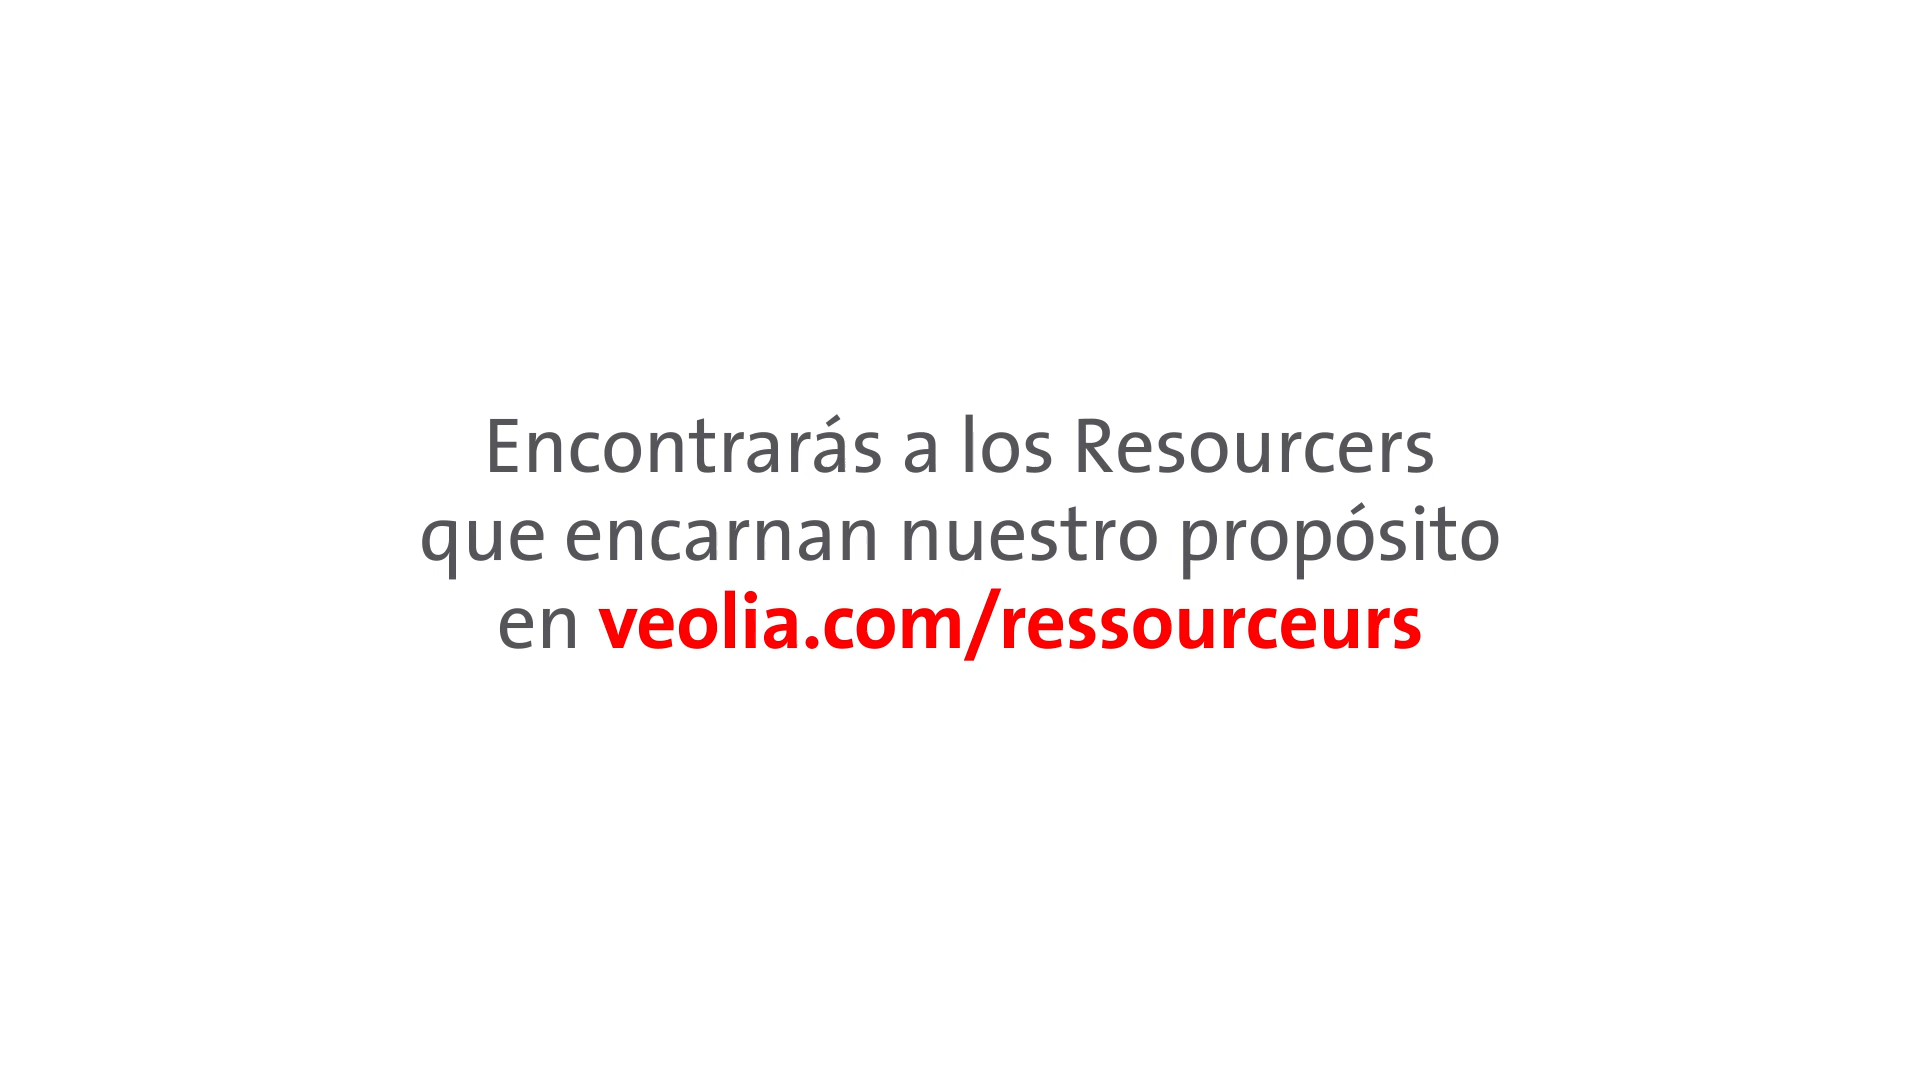 Encontrarás a los Resourcers
que encarnan nuestro propósito
en veolia.com/ressourceurs